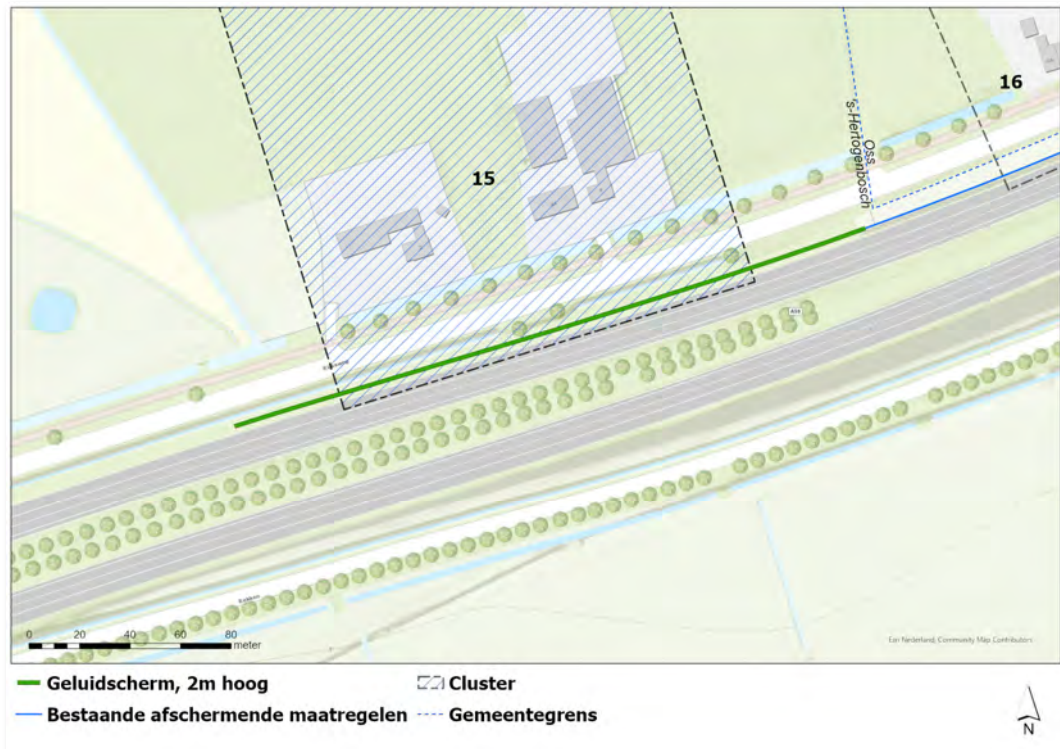 16
Oss
's-Hertogenbosch
15
A59
0 20 40 60 80
meter
Esri Nederland, Community Map Contributors
Geluidscherm, 2m hoog
Cluster
Bestaande afschermende maatregelen
Gemeentegrens
N